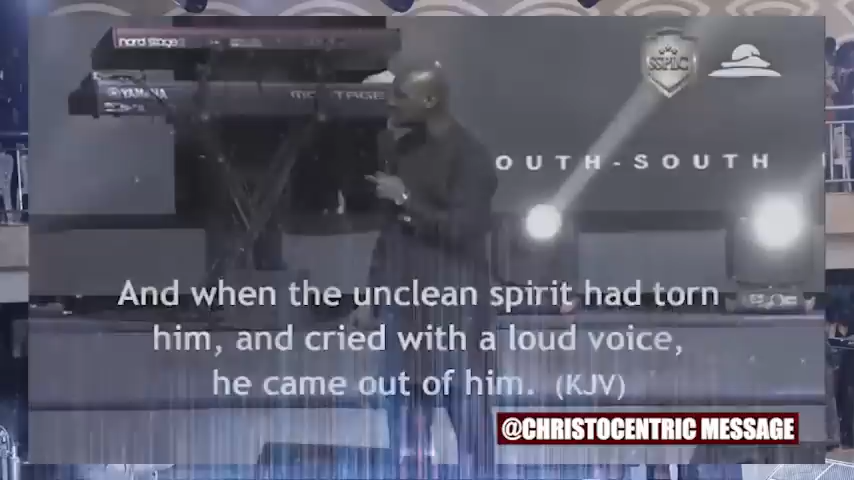 nord stage
YAMAHA
MONTAGE
SSPLC
OUTH-SOUTH
And when the unclean spirit had torn
him, and cried with a loud voice,
he came out of him. (KJV)
@CHRISTOCENTRIC MESSAGE